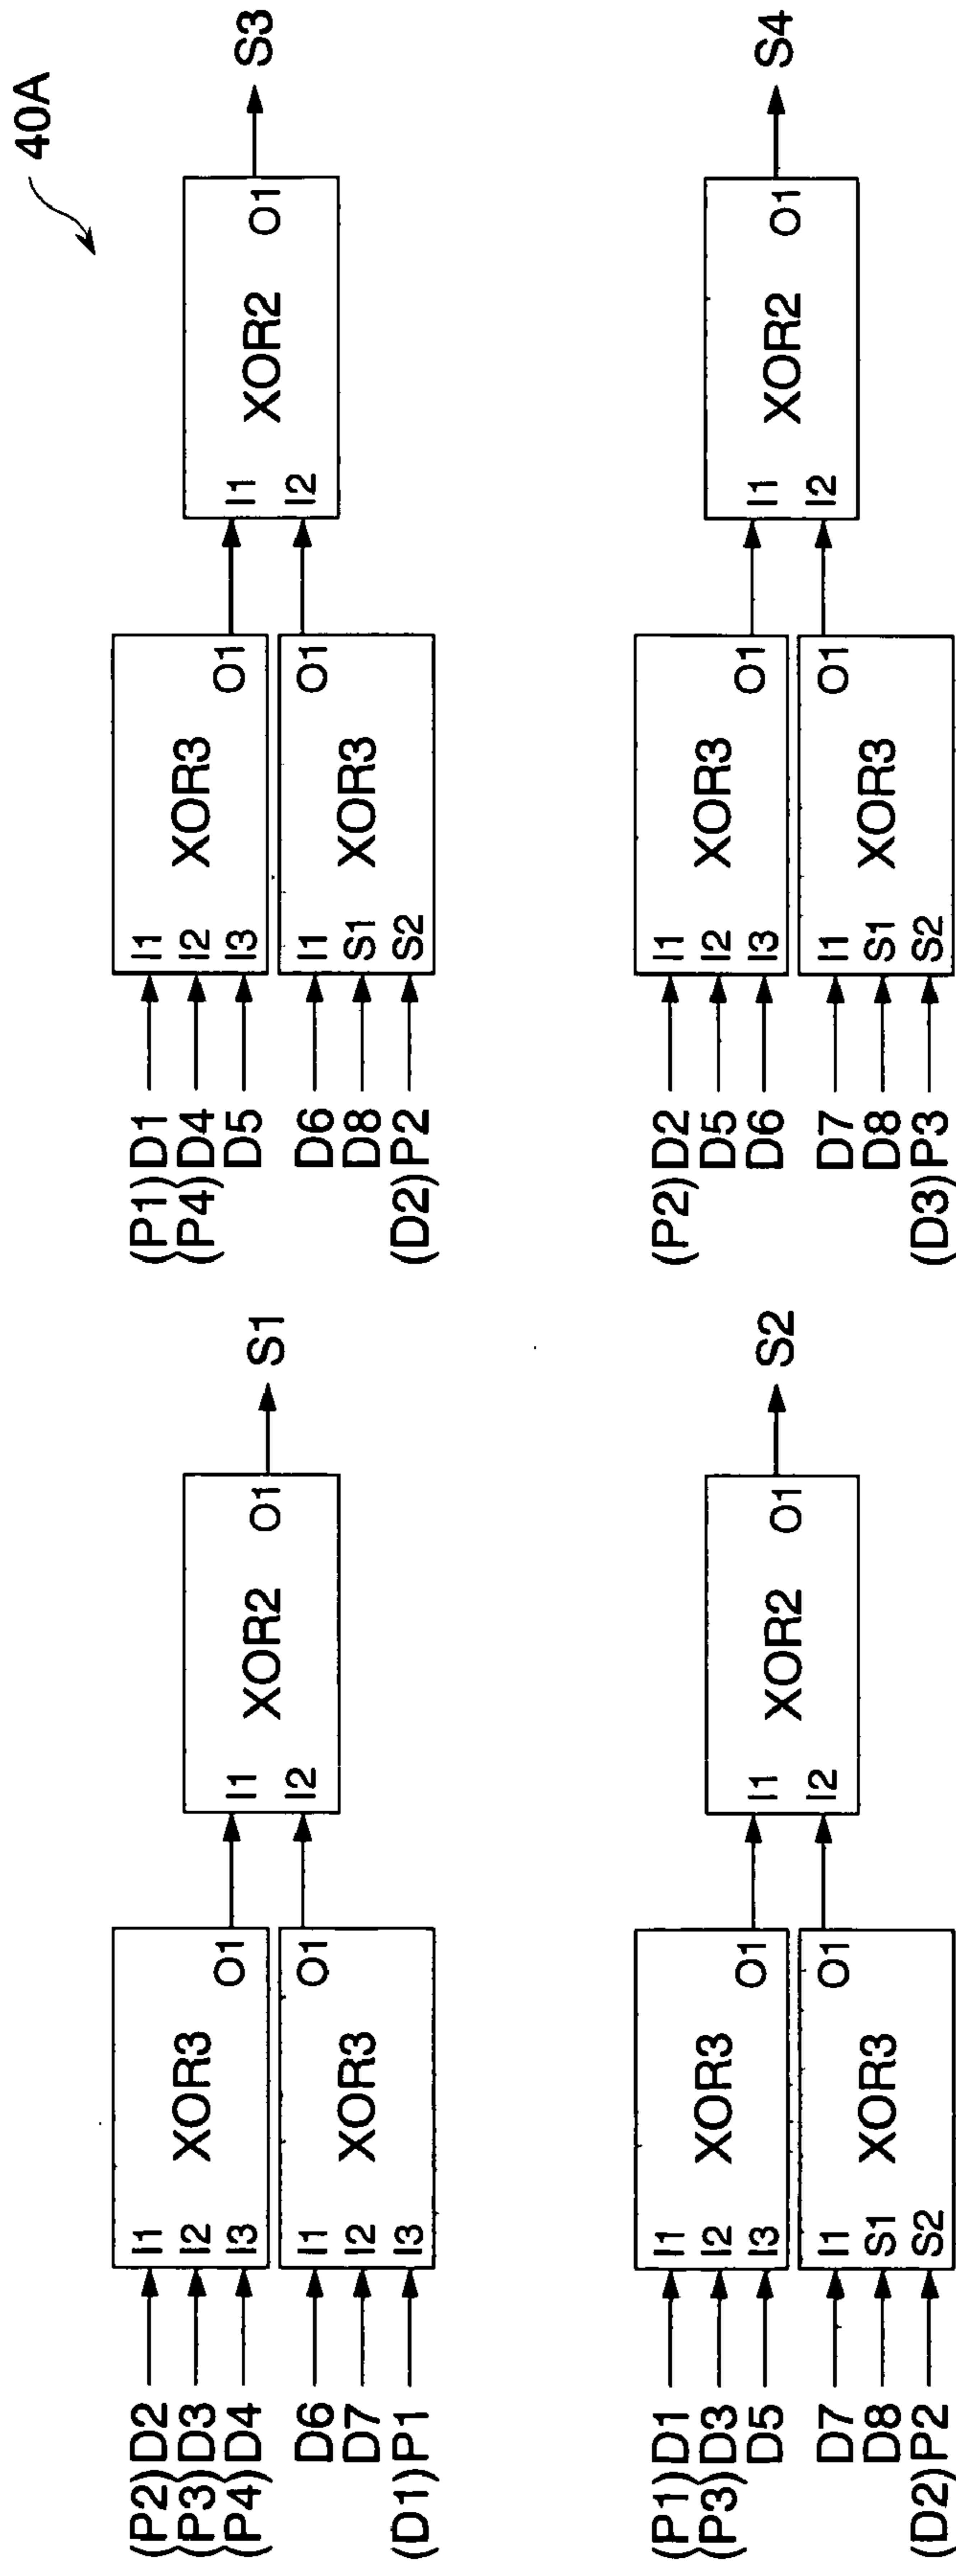 40A
(P2)D2
(P3)D3
(P4)D4
I1
I2
I3
XOR3
O1
D6
D7
(D1)P1
I1
I2
I3
XOR3
O1
I1
I2
XOR2
O1
S1
(P1)D1
(P4)D4
D5
I1
I2
I3
XOR3
O1
D6
D8
(D2)P2
I1
S1
S2
XOR3
O1
I1
I2
XOR2
O1
S3
(P1)D1
(P3)D3
D5
I1
I2
I3
XOR3
O1
D7
D8
(D2)P2
I1
S1
S2
XOR3
O1
I1
I2
XOR2
O1
S2
(P2)D2
D5
D6
I1
I2
I3
XOR3
O1
D7
D8
(D3)P3
I1
S1
S2
XOR3
O1
I1
I2
XOR2
O1
S4